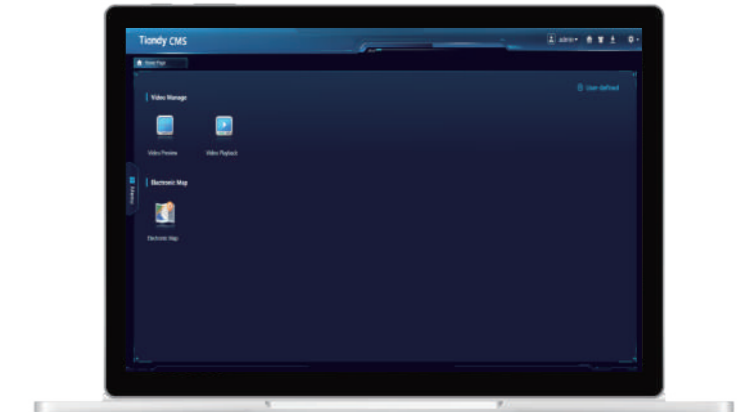 Tiandy CMS
admin
Home Page
User-defined
Video Manage
Video Preview Video Playback
Electronic Map
Electronic Map